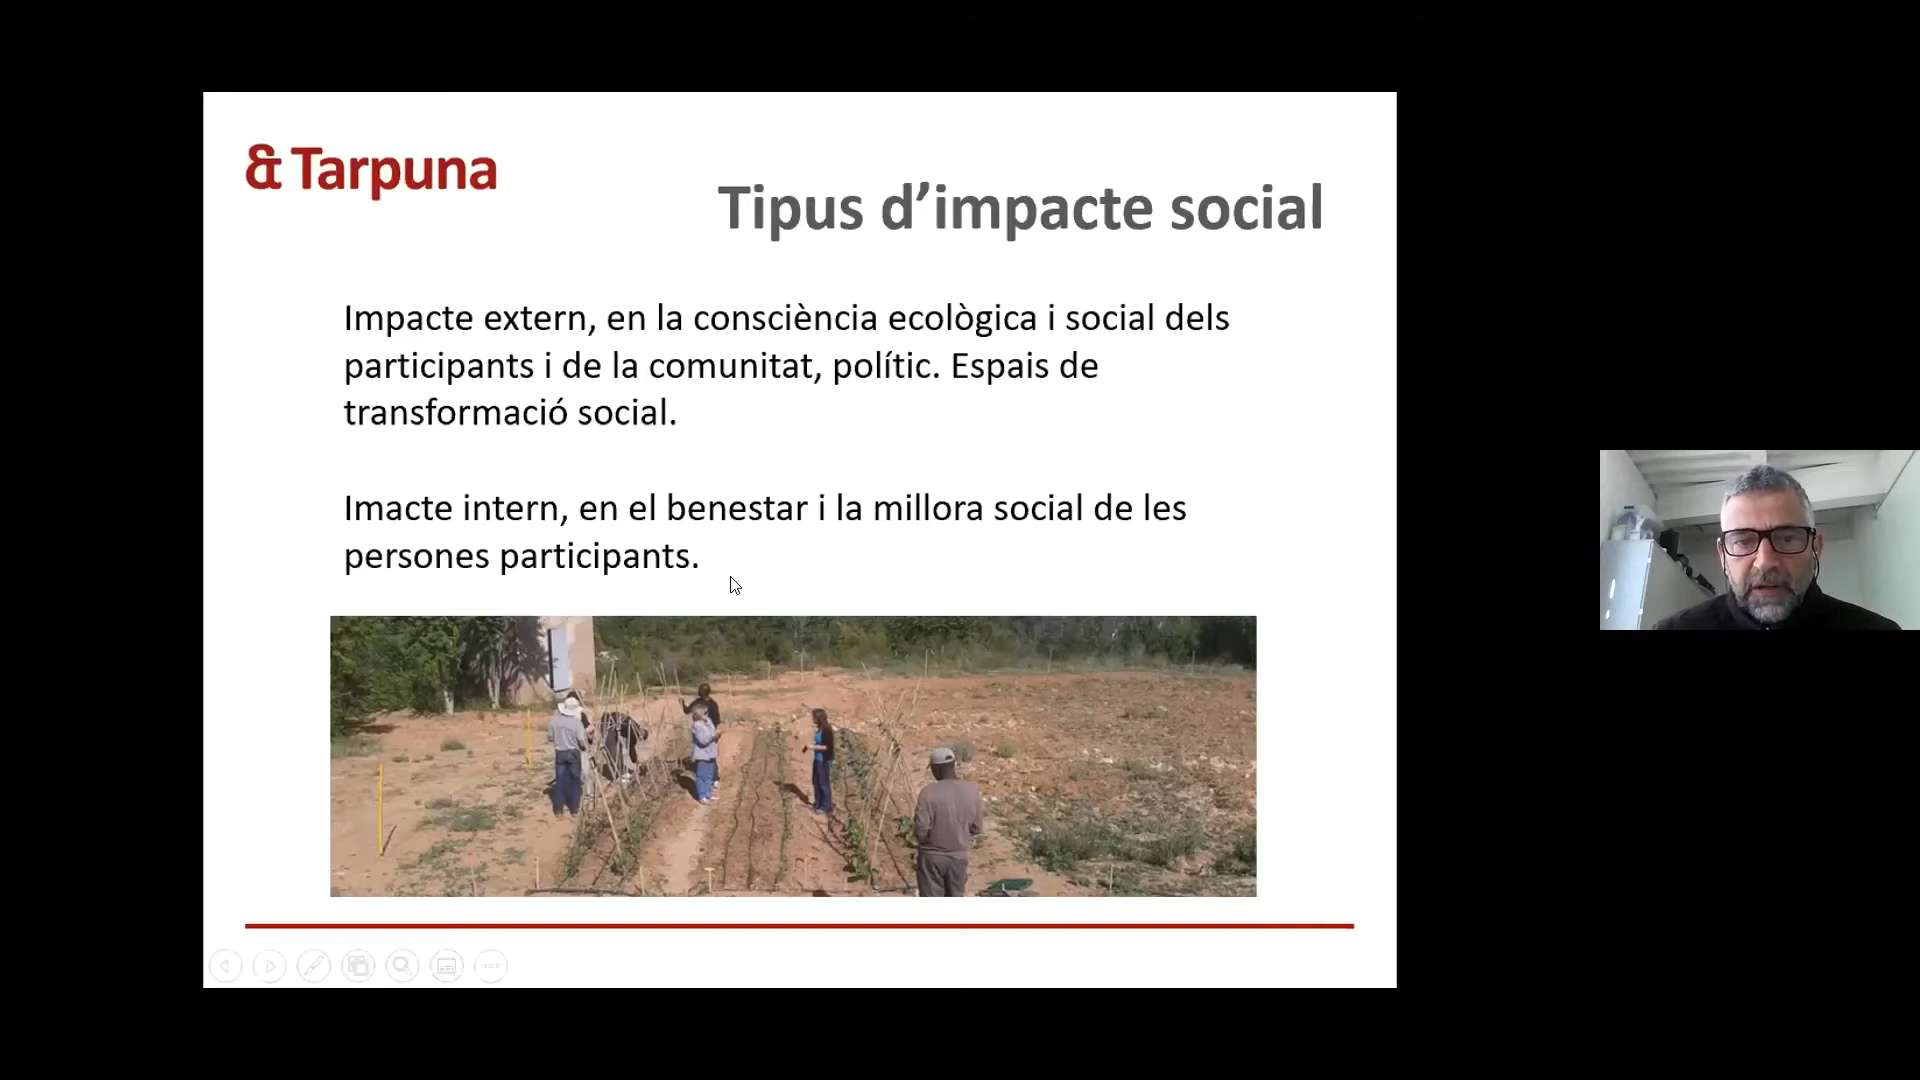 & Tarpuna
Tipus d’impacte social
Impacte extern, en la consciència ecològica i social dels
participants i de la comunitat, polític. Espais de
transformació social.
Imacte intern, en el benestar i la millora social de les
persones participants.